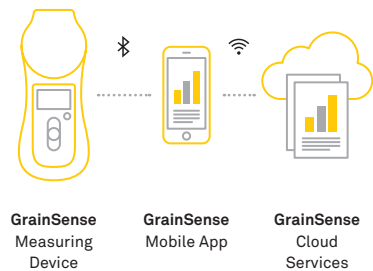 GrainSense
Measuring
Device
GrainSense
Mobile App
GrainSense
Cloud
Services